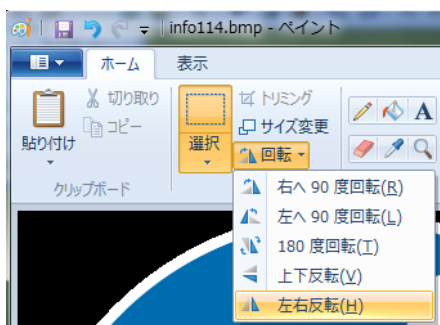 info114.bmp - ペイント
ホーム 表示
切り取り
コピー
貼り付け
クリップボード
トリミング
サイズ変更
選択
回転
A
右へ 90 度回転(R)
左へ 90 度回転(L)
180 度回転(T)
上下反転(V)
左右反転(H)